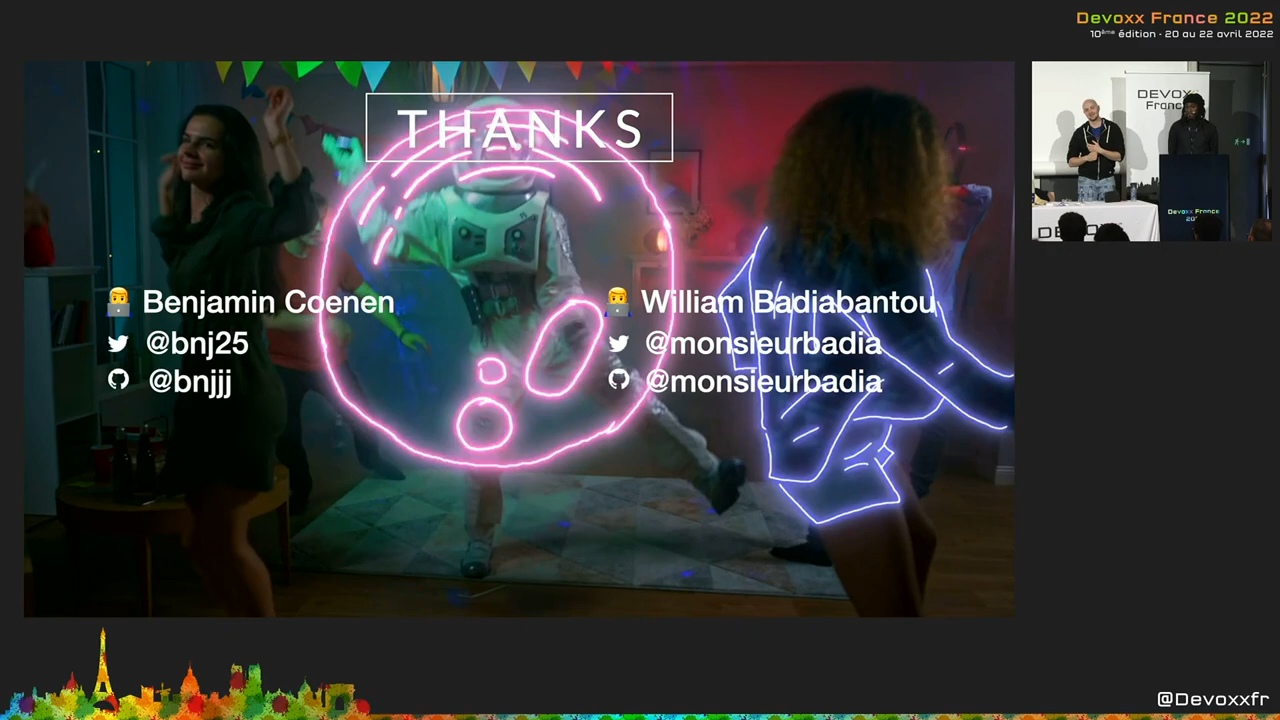 Devoxx France 2022
10ème édition · 20 au 22 avril 2022
THANKS
Benjamin Coenen
@bnj25
@bnjjj
William Badiabantou
@monsieurbadia
@monsieurbadia
DEVOXX
France
Devoxx France
@Devoxxfr